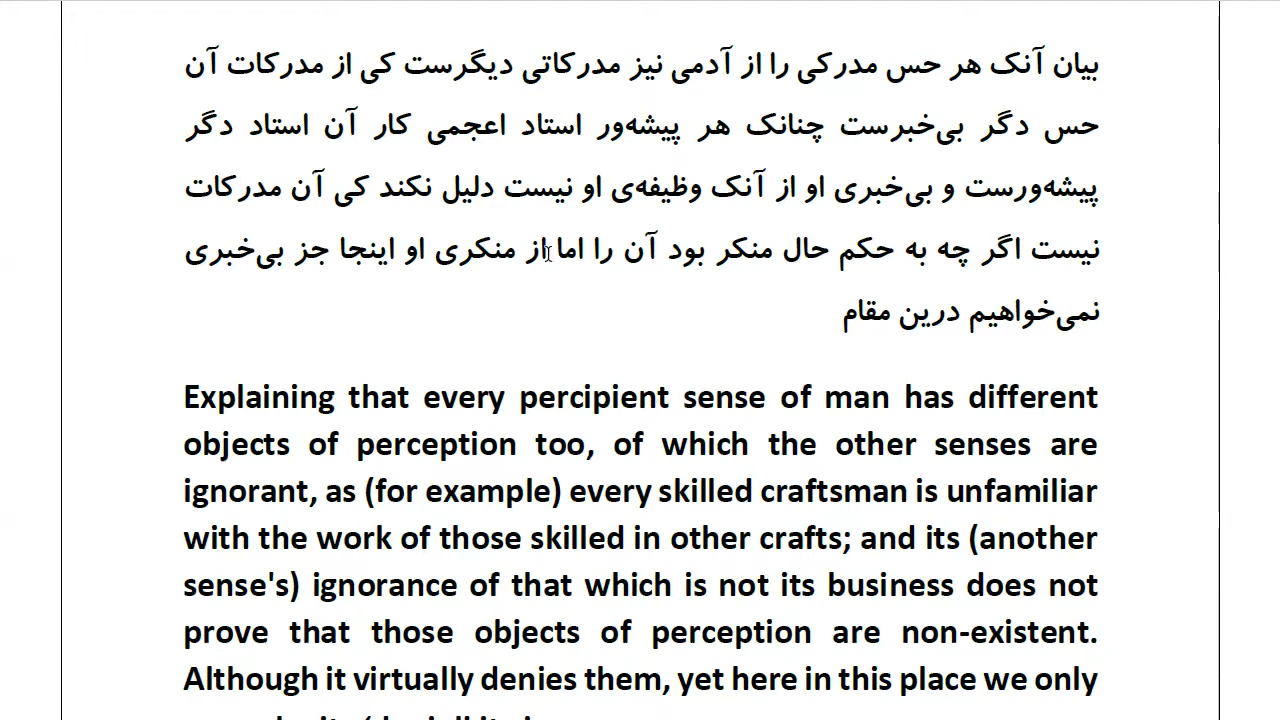 بیان آنک هر حس مدرکی را از آدمی نیز مدرکاتی دیگرست کی از مدرکات آن
حس دگر بی‌خبرست چنانک هر پیشه‌ور استاد اعجمی کار آن استاد دگر
پیشه‌ورست و بی‌خبری او از آنک وظیفه‌ی او نیست دلیل نکند کی آن مدرکات
نیست اگر چه به حکم حال منکر بود آن را اما از منکری او اینجا جز بی‌خبری
نمی‌خواهیم درین مقام
Explaining that every percipient sense of man has different
objects of perception too, of which the other senses are
ignorant, as (for example) every skilled craftsman is unfamiliar
with the work of those skilled in other crafts; and its (another
sense's) ignorance of that which is not its business does not
prove that those objects of perception are non-existent.
Although it virtually denies them, yet here in this place we only